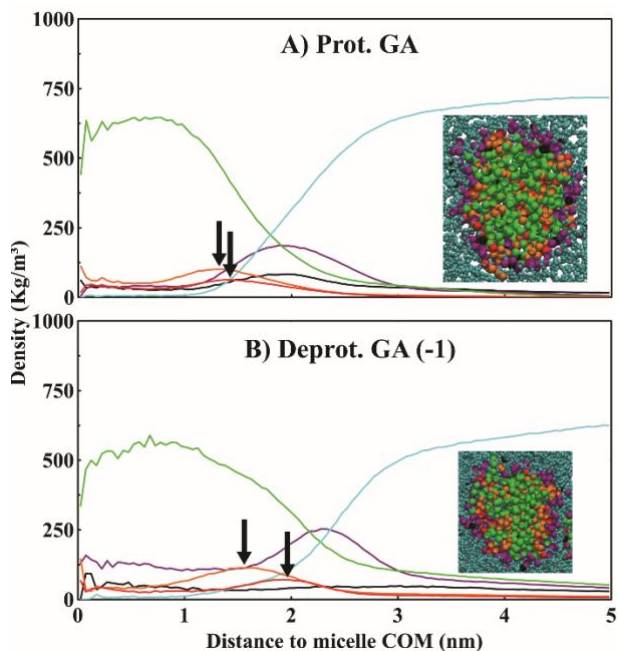 1000
A) Prot. GA
750
500
250
0
Density (Kg/m³)
1000
B) Deprot. GA (-1)
750
500
250
0
0 1 2 3 4 5
Distance to micelle COM (nm)